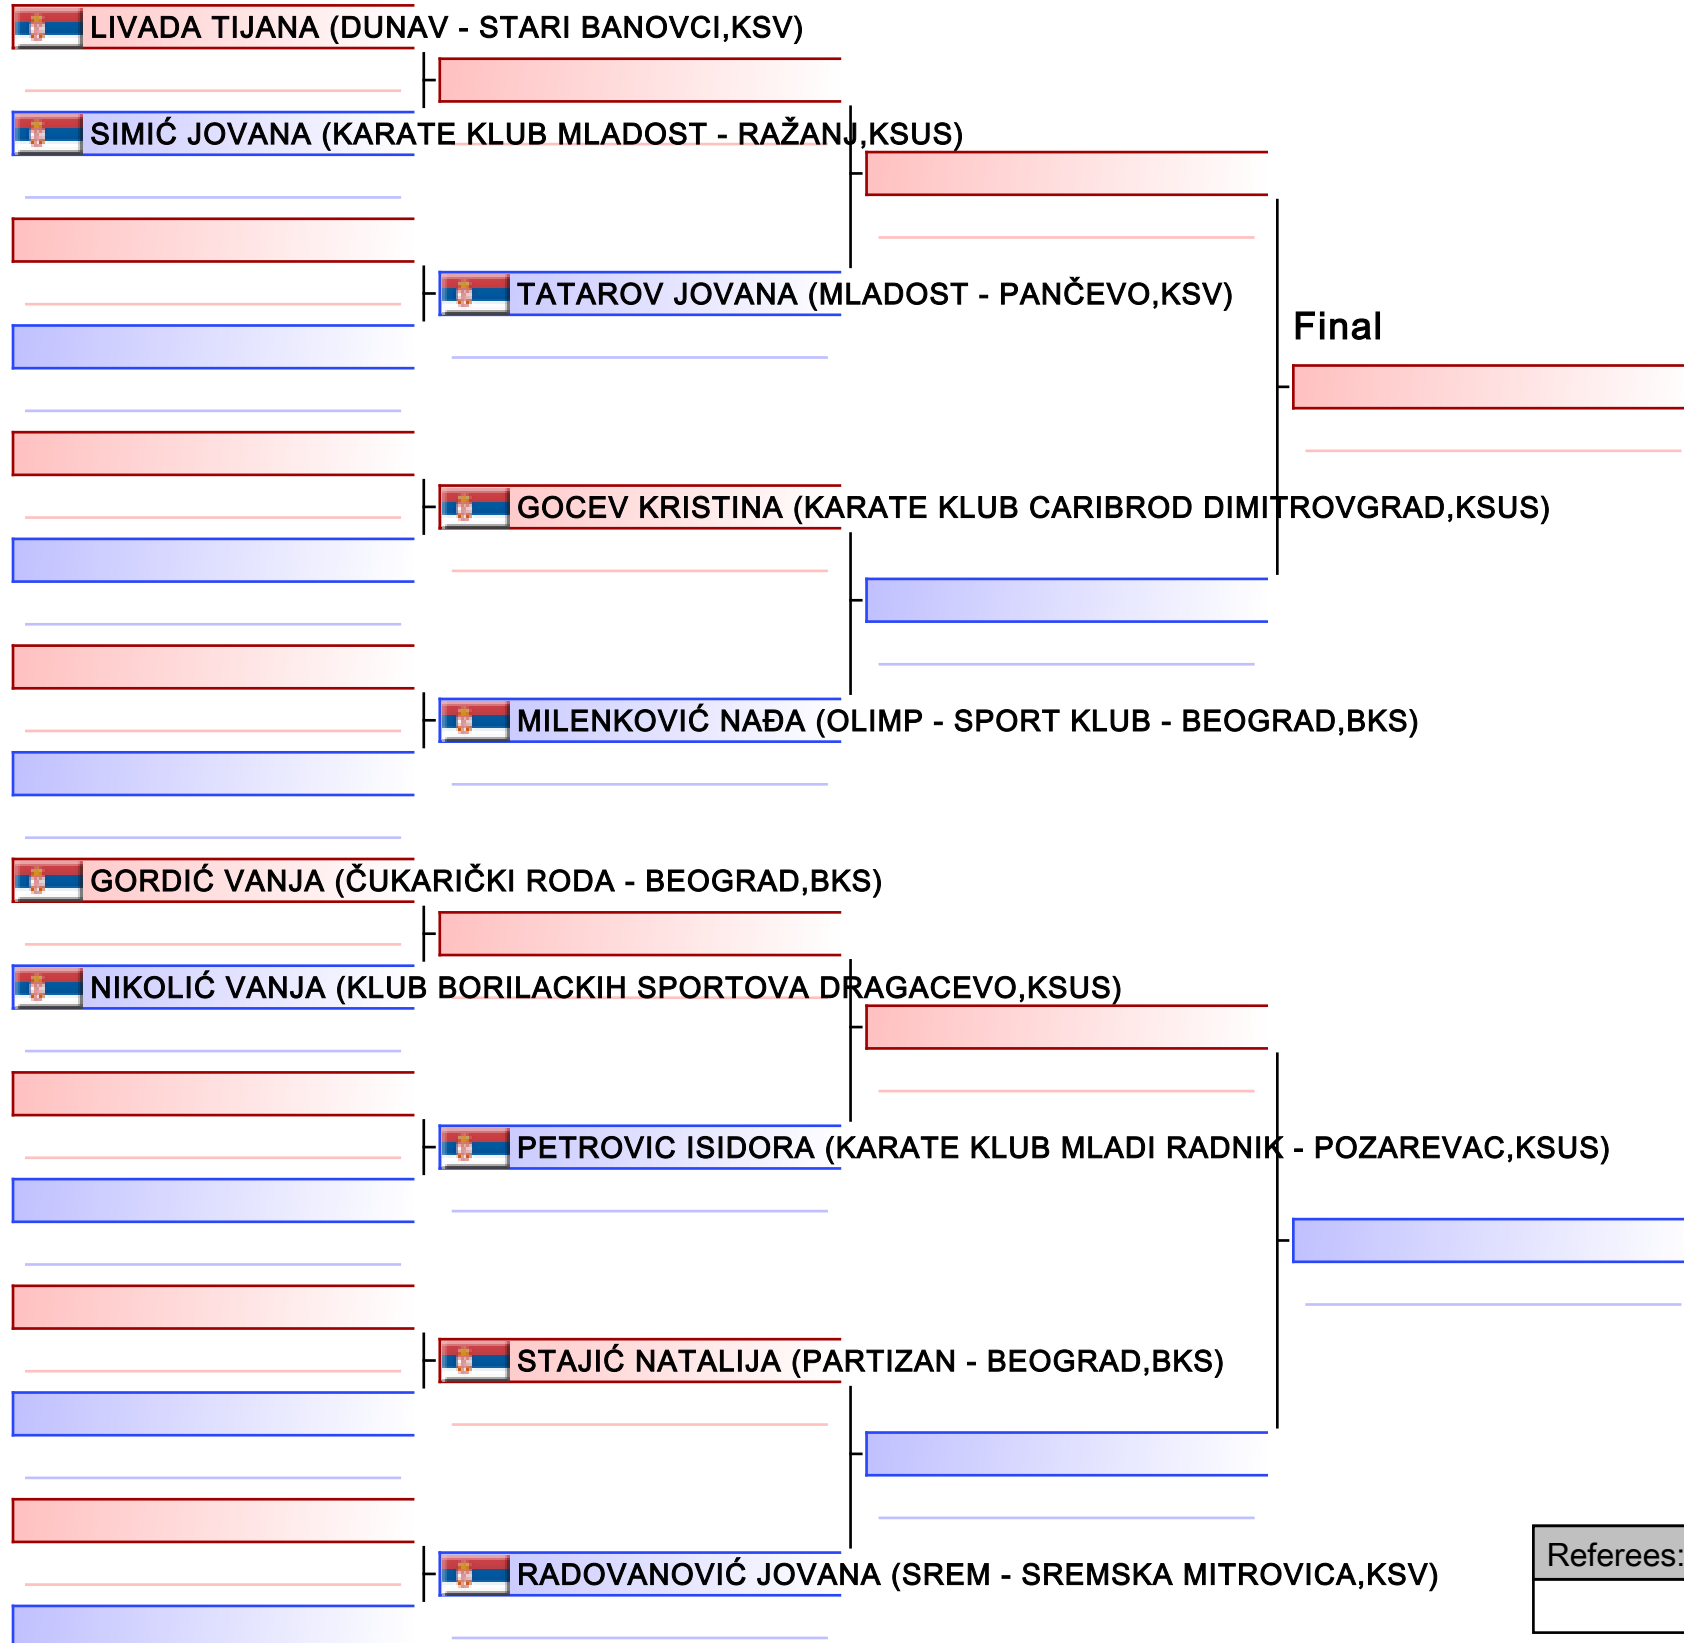 LIVADA TIJANA (DUNAV - STARI BANOVCI,KSV)
SIMIĆ JOVANA (KARATE KLUB MLADOST - RAŽANJ,KSUS)
TATAROV JOVANA (MLADOST - PANČEVO,KSV)
Final
GOCEV KRISTINA (KARATE KLUB CARIBROD DIMITROVGRAD,KSUS)
MILENKOVIĆ NAĐA (OLIMP - SPORT KLUB - BEOGRAD,BKS)
GORDIĆ VANJA (ČUKARIČKI RODA - BEOGRAD,BKS)
NIKOLIĆ VANJA (KLUB BORILACKIH SPORTOVA DRAGACEVO,KSUS)
PETROVIC ISIDORA (KARATE KLUB MLADI RADNIK - POZAREVAC,KSUS)
STAJIĆ NATALIJA (PARTIZAN - BEOGRAD,BKS)
Referees:
RADOVANOVIĆ JOVANA (SREM - SREMSKA MITROVICA,KSV)